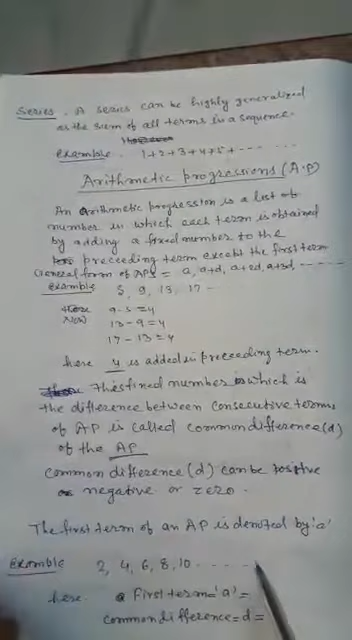 Series. A series can be highly generalized
as the sum of all terms in a sequence.
Example. 1+2+3+4+5+-----
Arithmetic progressions (A.P)
An Arithmetic progression is a list of
number in which each term is obtained
by adding a fixed number to the
preceding term except the first term
General form of APs = a, a+d, a+2d, a+3d, ------
Example
5, 9, 13, 17--
9-5=4
13-9=4
17-13=4
here 4 is added in preceeding term.
this fixed number which is
the difference between consecutive terms
of AP is called common difference (d)
of the AP
common difference (d) can be positive
negative or zero.
The first term of an AP is denoted by 'a'
Example 2, 4, 6, 8, 10------
here. First term = 'a' =
common difference = d =